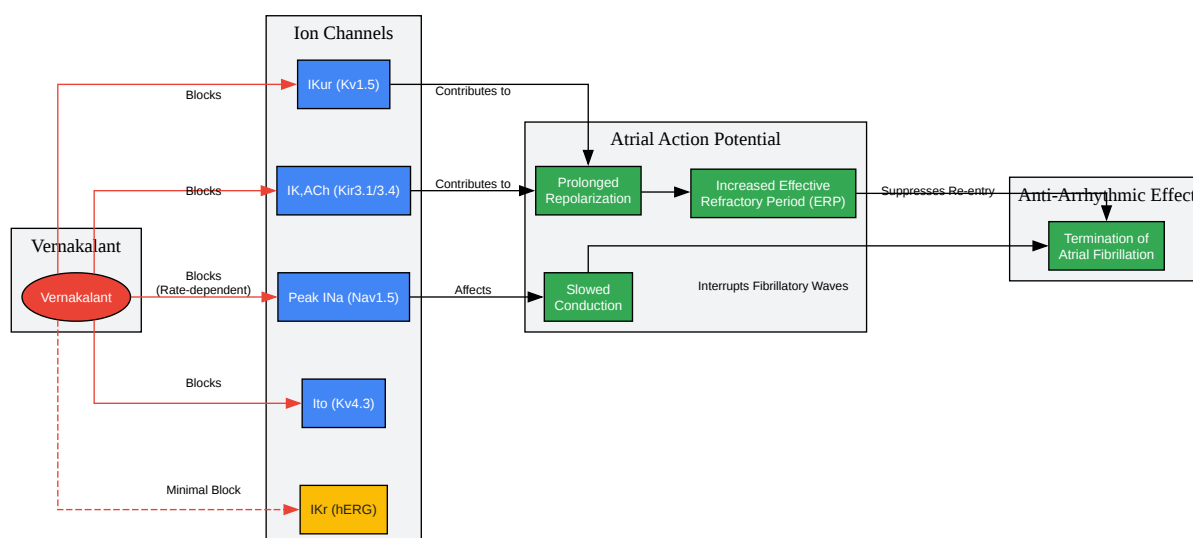 Ion Channels
IKur (Kv1.5)
Blocks
Contributes to
Atrial Action Potential
IK,ACh (Kir3.1/3.4)
Blocks
Contributes to
Prolonged
Repolarization
Increased Effective
Refractory Period (ERP)
Suppresses Re-entry
Anti-Arrhythmic Effect
Termination of
Atrial Fibrillation
Vernakalant
Vernakalant
Blocks
(Rate-dependent)
Peak INa (Nav1.5)
Affects
Slowed
Conduction
Interrupts Fibrillatory Waves
Blocks
Ito (Kv4.3)
Minimal Block
IKr (hERG)